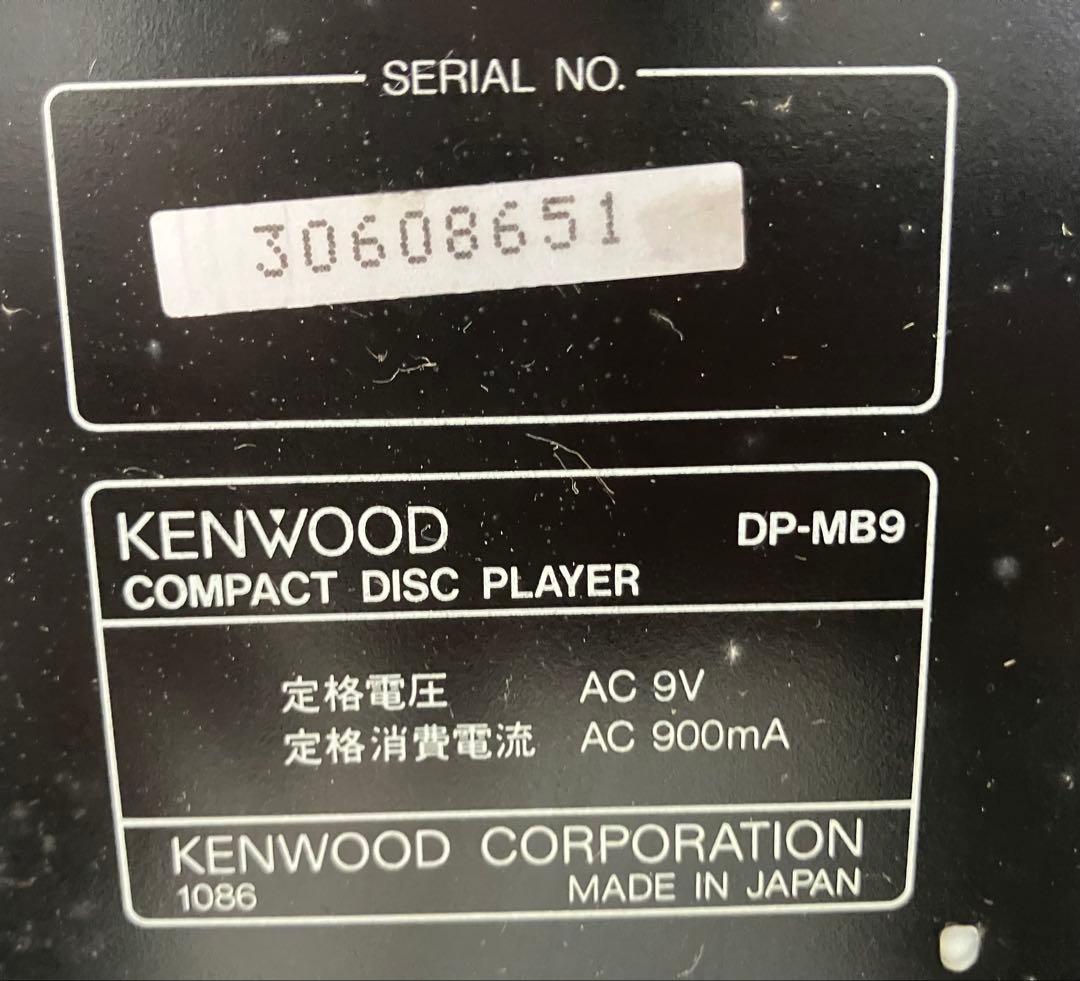 SERIAL NO.
30608651
KENWOOD DP-MB9
COMPACT DISC PLAYER
定格電圧 AC 9V
定格消費電流 AC 900mA
KENWOOD CORPORATION
1086 MADE IN JAPAN